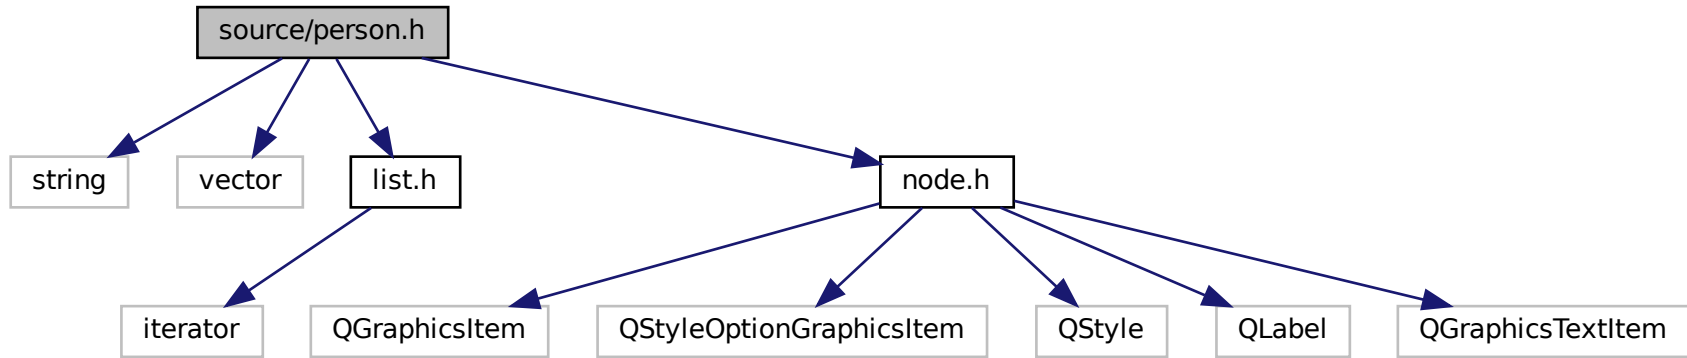 source/person.h
string
vector
list.h
node.h
iterator
QGraphicsItem
QStyleOptionGraphicsItem
QStyle
QLabel
QGraphicsTextItem